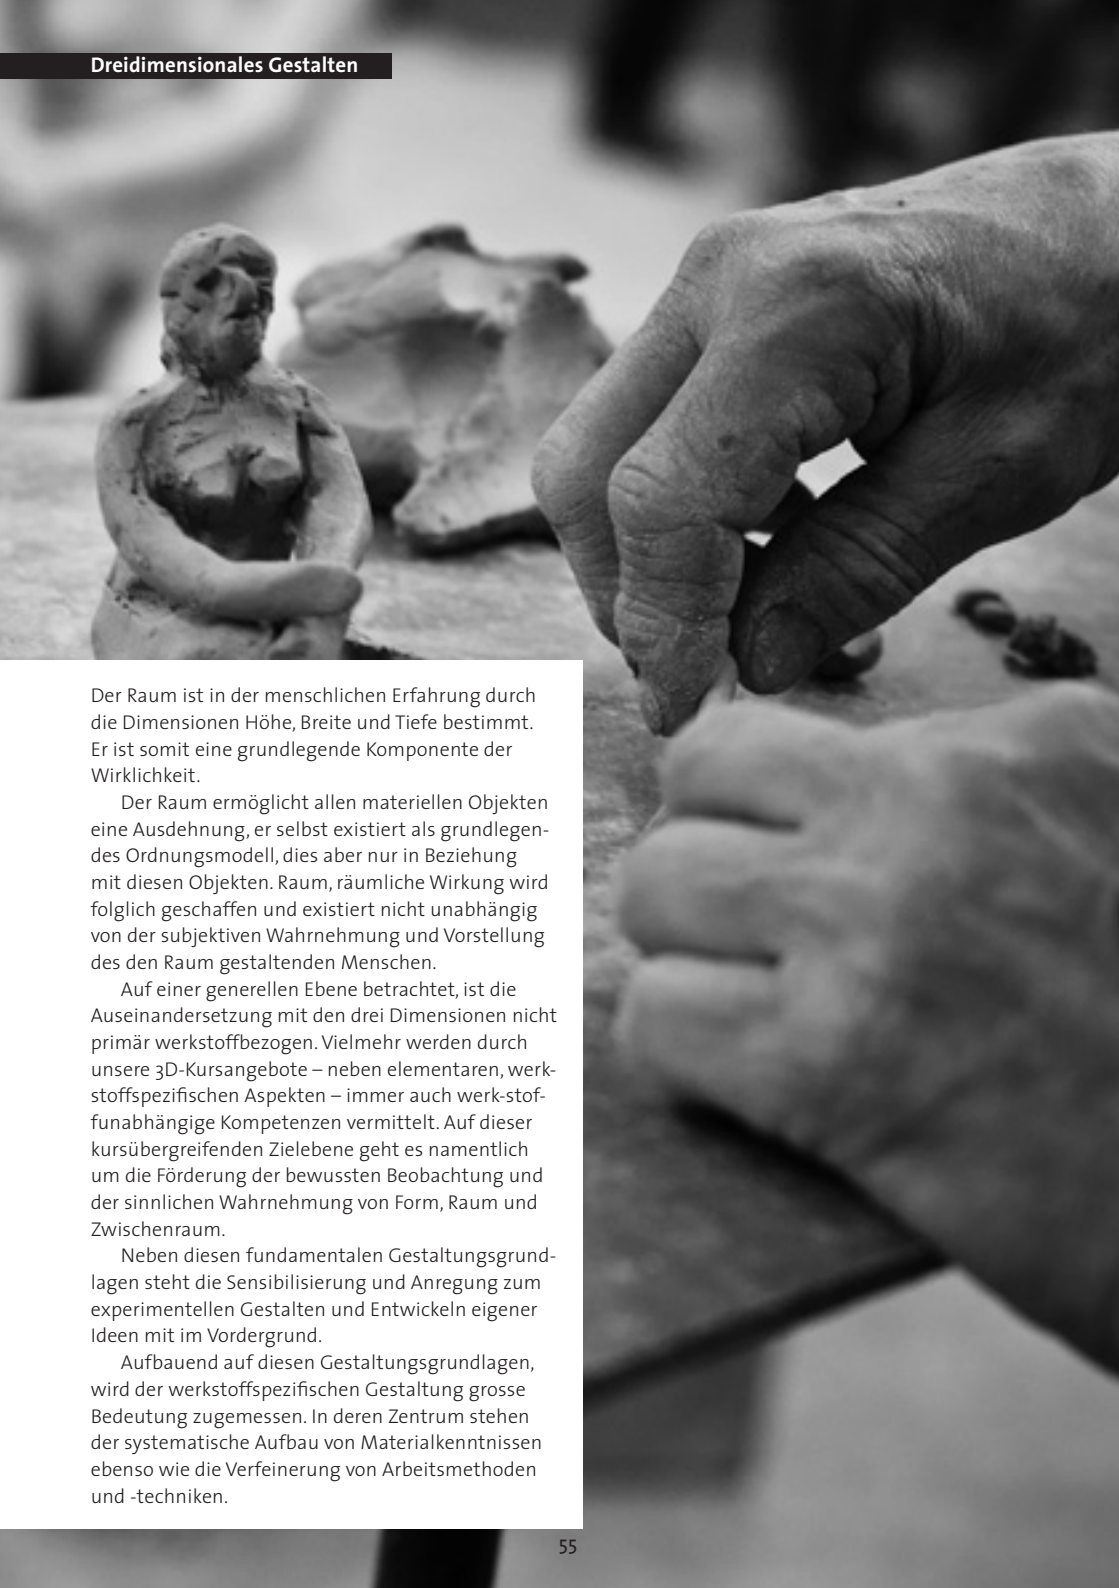 Dreidimensionales Gestalten
Der Raum ist in der menschlichen Erfahrung durch
die Dimensionen Höhe, Breite und Tiefe bestimmt.
Er ist somit eine grundlegende Komponente der
Wirklichkeit.
Der Raum ermöglicht allen materiellen Objekten
eine Ausdehnung, er selbst existiert als grundlegen-
des Ordnungsmodell, dies aber nur in Beziehung
mit diesen Objekten. Raum, räumliche Wirkung wird
folglich geschaffen und existiert nicht unabhängig
von der subjektiven Wahrnehmung und Vorstellung
des den Raum gestaltenden Menschen.
Auf einer generellen Ebene betrachtet, ist die
Auseinandersetzung mit den drei Dimensionen nicht
primär werkstoffbezogen. Vielmehr werden durch
unsere 3D-Kursangebote – neben elementaren, werk-
stoffspezifischen Aspekten – immer auch werk-stof-
funabhängige Kompetenzen vermittelt. Auf dieser
kursübergreifenden Zielebene geht es namentlich
um die Förderung der bewussten Beobachtung und
der sinnlichen Wahrnehmung von Form, Raum und
Zwischenraum.
Neben diesen fundamentalen Gestaltungsgrund-
lagen steht die Sensibilisierung und Anregung zum
experimentellen Gestalten und Entwickeln eigener
Ideen mit im Vordergrund.
Aufbauend auf diesen Gestaltungsgrundlagen,
wird der werkstoffspezifischen Gestaltung grosse
Bedeutung zugemessen. In deren Zentrum stehen
der systematische Aufbau von Materialkenntnissen
ebenso wie die Verfeinerung von Arbeitsmethoden
und -techniken.
55